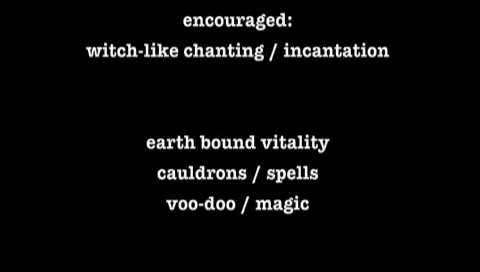 encouraged:
witch-like chanting / incantation
earth bound vitality
cauldrons / spells
voo-doo / magic